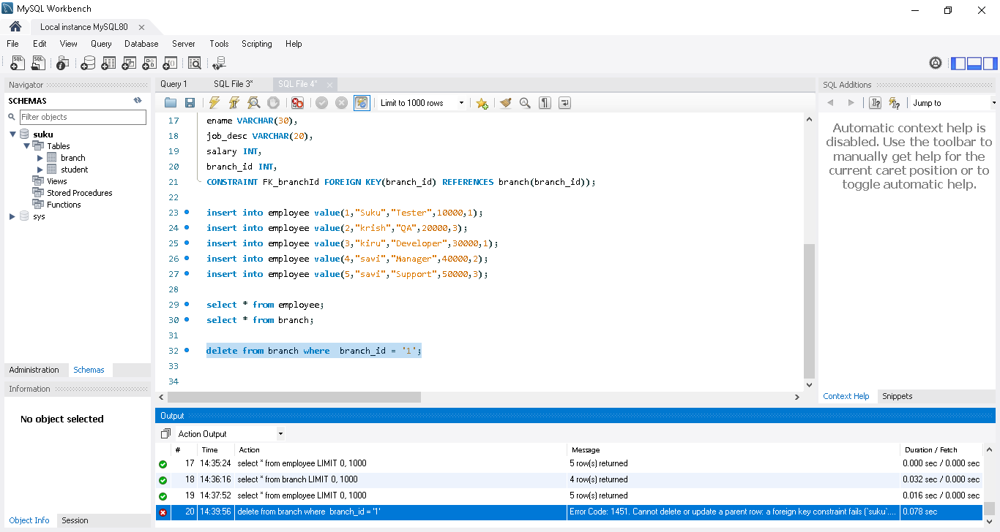 MySQL Workbench
Local instance MySQL80
File Edit View Query Database Server Tools Scripting Help
Navigator
SCHEMAS
Filter objects
suku
Tables
branch
student
Views
Stored Procedures
Functions
sys
Administration Schemas
Information
No object selected
Object Info Session
Query 1 SQL File 3* SQL File 4*
Limit to 1000 rows
17 ename VARCHAR(30),
18 job_desc VARCHAR(20),
19 salary INT,
20 branch_id INT,
21 CONSTRAINT FK_branchId FOREIGN KEY(branch_id) REFERENCES branch(branch_id));
22
23 insert into employee value(1,"Suku","Tester",10000,1);
24 insert into employee value(2,"krish","QA",20000,3);
25 insert into employee value(3,"kiru","Developer",30000,1);
26 insert into employee value(4,"savi","Manager",40000,2);
27 insert into employee value(5,"savi","Support",50000,3);
28
29 select * from employee;
30 select * from branch;
31
32 delete from branch where  branch_id = '1';
33
34
SQL Additions
Jump to
Automatic context help is
disabled. Use the toolbar to
manually get help for the
current caret position or to
toggle automatic help.
Context Help Snippets
Output
Action Output
# Time Action Message Duration / Fetch
17 14:35:24 select * from employee LIMIT 0, 1000 5 row(s) returned 0.000 sec / 0.000 sec
18 14:36:16 select * from branch LIMIT 0, 1000 4 row(s) returned 0.032 sec / 0.000 sec
19 14:37:52 select * from employee LIMIT 0, 1000 5 row(s) returned 0.016 sec / 0.000 sec
20 14:39:56 delete from branch where  branch_id = '1' Error Code: 1451. Cannot delete or update a parent row: a foreign key constraint fails (`suku`.... 0.078 sec